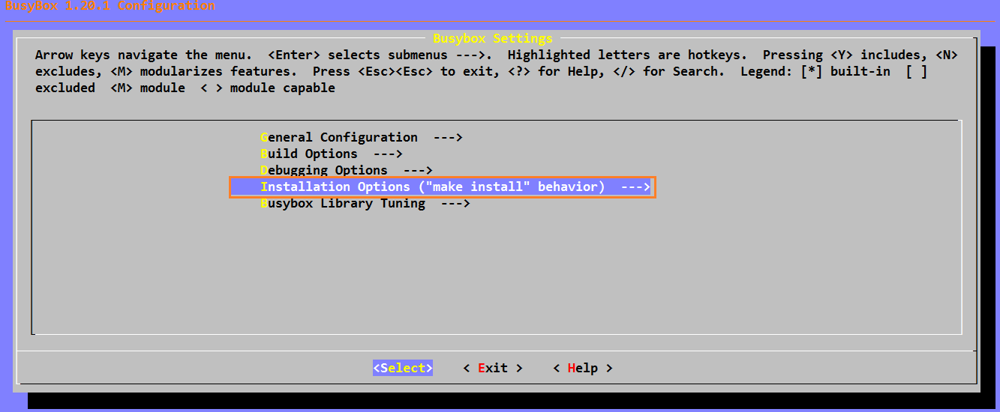 BusyBox 1.20.1 Configuration
Busybox Settings
Arrow keys navigate the menu.  <Enter> selects submenus --->.  Highlighted letters are hotkeys.  Pressing <Y> includes, <N>
excludes, <M> modularizes features.  Press <Esc><Esc> to exit, <?> for Help, </> for Search.  Legend: [*] built-in  [ ]
excluded  <M> module  < > module capable
General Configuration  --->
Build Options  --->
Debugging Options  --->
Installation Options ("make install" behavior)  --->
Busybox Library Tuning  --->
<Select>    < Exit >    < Help >